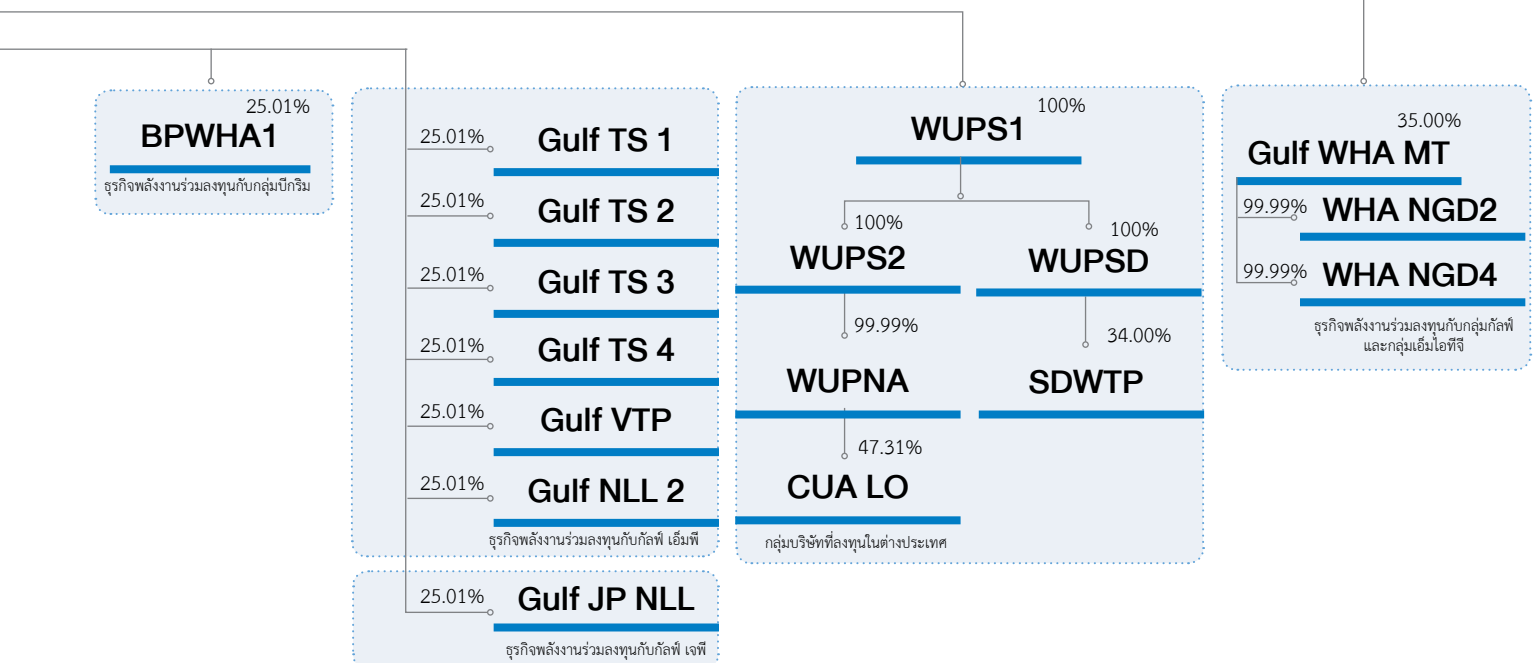 25.01%
BPWHA1
ธุรกิจพลังงานร่วมลงทุนกับกลุ่มบีกริม
25.01%
Gulf TS 1
25.01%
Gulf TS 2
25.01%
Gulf TS 3
25.01%
Gulf TS 4
25.01%
Gulf VTP
25.01%
Gulf NLL 2
ธุรกิจพลังงานร่วมลงทุนกับกัลฟ์ เอ็มพี
25.01%
Gulf JP NLL
ธุรกิจพลังงานร่วมลงทุนกับกัลฟ์ เจพี
100%
WUPS1
100%
WUPS2
99.99%
WUPNA
47.31%
CUA LO
100%
WUPSD
34.00%
SDWTP
กลุ่มบริษัทที่ลงทุนในต่างประเทศ
35.00%
Gulf WHA MT
99.99%
WHA NGD2
99.99%
WHA NGD4
ธุรกิจพลังงานร่วมลงทุนกับกลุ่มกัลฟ์
และกลุ่มเอ็มไอทีจี